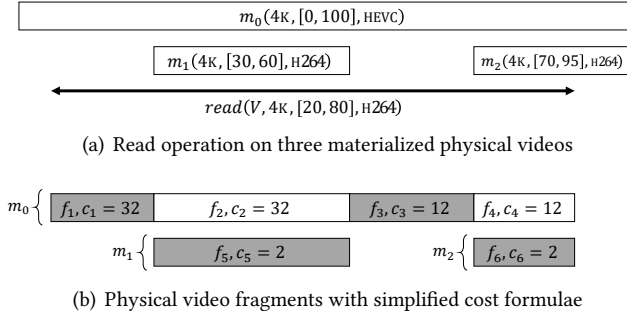 m₀(4K, [0, 100], HEVC)
m₁(4K, [30, 60], H264)
m₂(4K, [70, 95], H264)
read(V, 4K, [20, 80], H264)
(a) Read operation on three materialized physical videos
m₀ { f₁, c₁ = 32 f₂, c₂ = 32 f₃, c₃ = 12 f₄, c₄ = 12
m₁ { f₅, c₅ = 2 m₂ { f₆, c₆ = 2
(b) Physical video fragments with simplified cost formulae